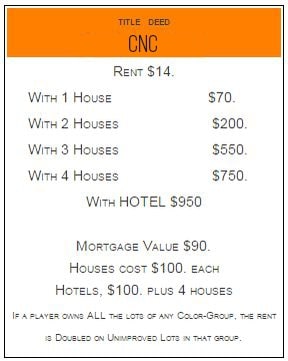 TITLE DEED
CNC
RENT $14.
WITH 1 HOUSE $70.
WITH 2 HOUSES $200.
WITH 3 HOUSES $550.
WITH 4 HOUSES $750.
WITH HOTEL $950
MORTGAGE VALUE $90.
HOUSES COST $100. EACH
HOTELS, $100. PLUS 4 HOUSES
IF A PLAYER OWNS ALL THE LOTS OF ANY COLOR-GROUP, THE RENT
IS DOUBLED ON UNIMPROVED LOTS IN THAT GROUP.